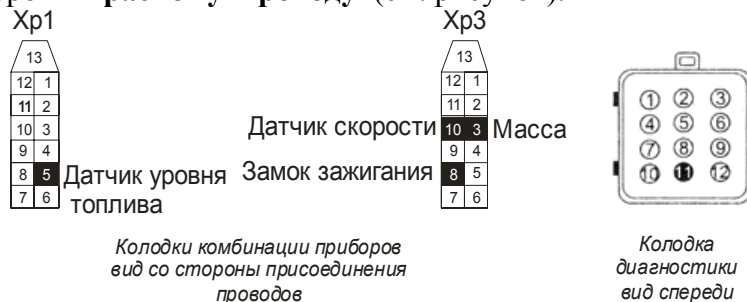 Хр1
13
12 1
11 2
10 3
9 4
8 5 Датчик уровня топлива
7 6
Хр3
13
12 1
11 2
Датчик скорости 10 3 Масса
9 4
Замок зажигания 8 5
7 6
1 2 3
4 5 6
7 8 9
10 11 12
Колодки комбинации приборов
вид со стороны присоединения
проводов
Колодка
диагностики
вид спереди